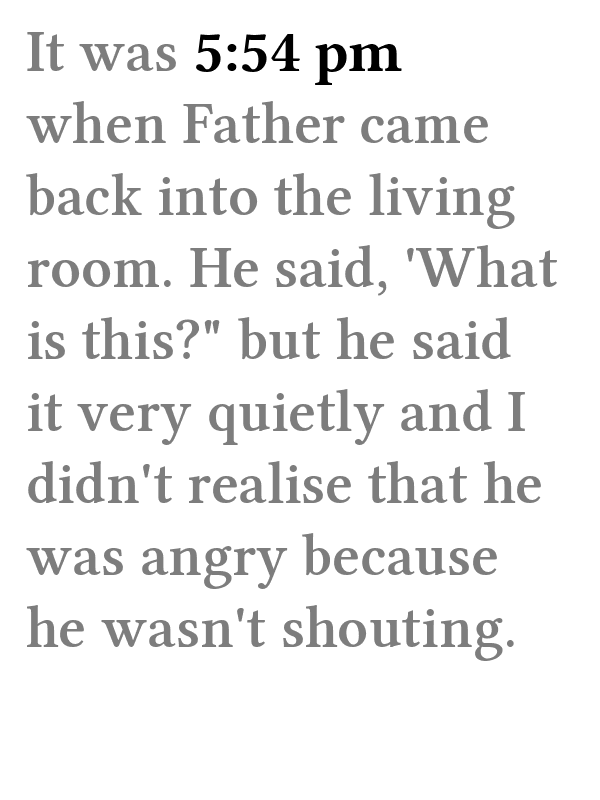 It was 5:54 pm
when Father came
back into the living
room. He said, 'What
is this?" but he said
it very quietly and I
didn't realise that he
was angry because
he wasn't shouting.